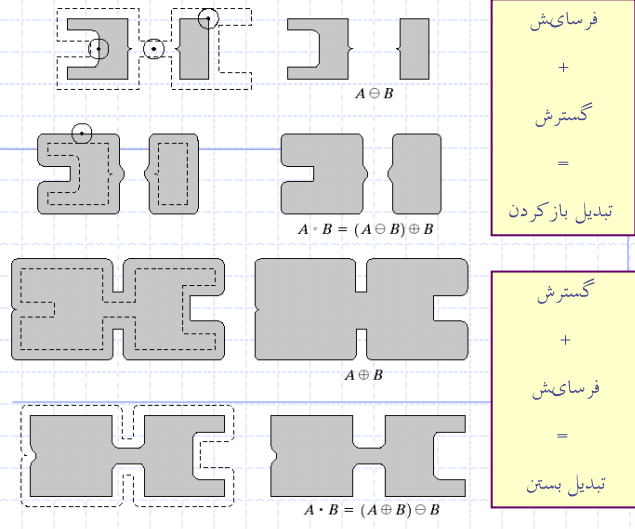 فرسایش
+
گسترش
=
تبدیل بازکردن
A ⊖ B
A ∘ B = (A ⊖ B) ⊕ B
گسترش
+
فرسایش
=
تبدیل بستن
A ⊕ B
A • B = (A ⊕ B) ⊖ B